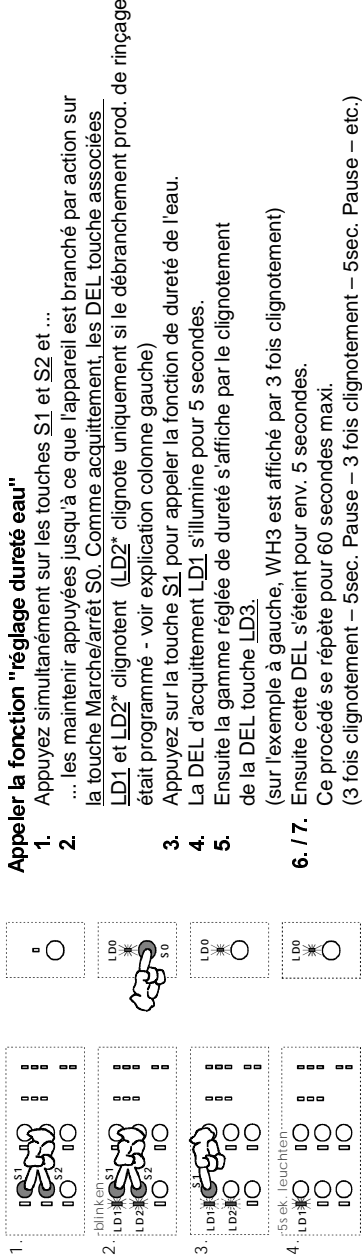 Appeler la fonction "réglage dureté eau"
1. Appuyez simultanément sur les touches S1 et S2 et ...
2. ... les maintenir appuyées jusqu'à ce que l'appareil est branché par action sur
la touche Marche/arrêt S0. Comme acquittement, les DEL touche associées
LD1 et LD2* clignotent (LD2* clignote uniquement si le débranchement prod. de rinçage
était programmé - voir explication colonne gauche)
3. Appuyez sur la touche S1 pour appeler la fonction de dureté de l'eau.
4. La DEL d'acquittement LD1 s'illumine pour 5 secondes.
5. Ensuite la gamme réglée de dureté s'affiche par le clignotement
de la DEL touche LD3.
(sur l'exemple à gauche, WH3 est affiché par 3 fois clignotement)
6. / 7. Ensuite cette DEL s'éteint pour env. 5 secondes.
Ce procédé se répète pour 60 secondes maxi.
(3 fois clignotement – 5sec. Pause – 3 fois clignotement – 5sec. Pause – etc.)
1.
S1
S2
2.
blinken
LD1
LD2
S1
S2
LD0
S0
3.
LD1
LD2
S1
LD0
4.
5sek. leuchten
LD1
LD0